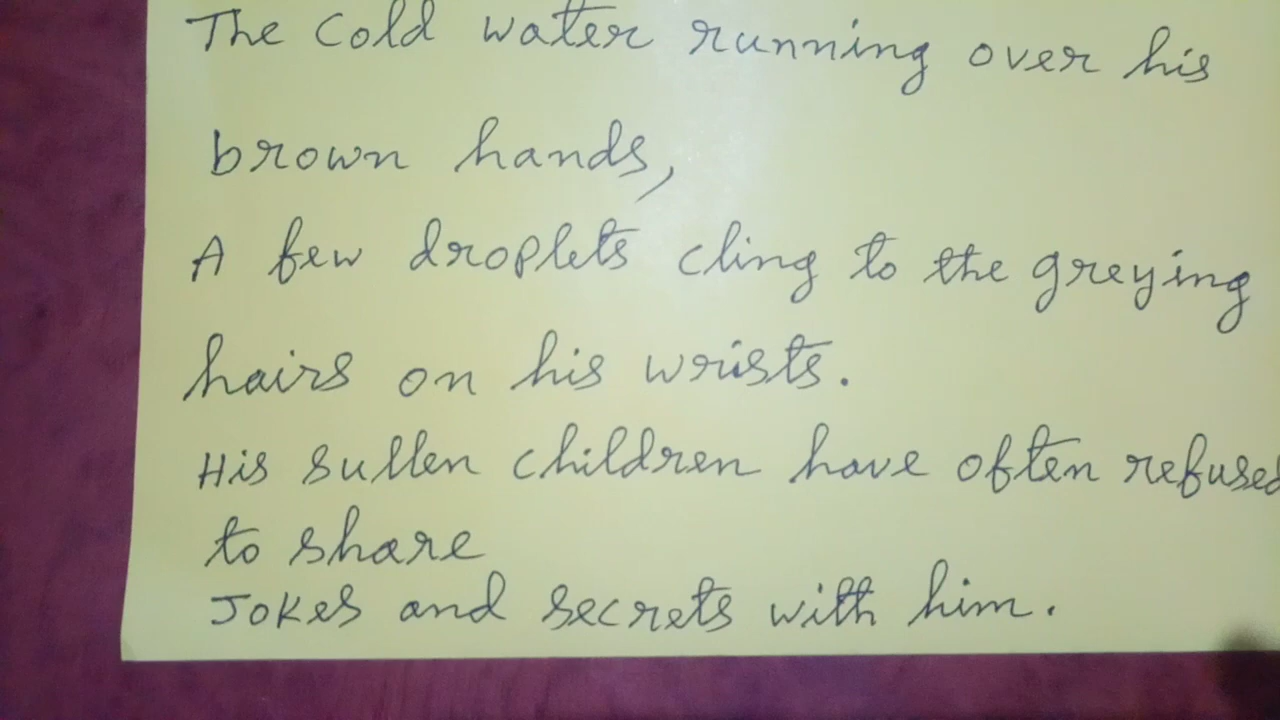 The Cold water running over his
brown hands,
A few droplets cling to the greying
hairs on his wrists.
His sullen children have often refused
to share
Jokes and secrets with him.